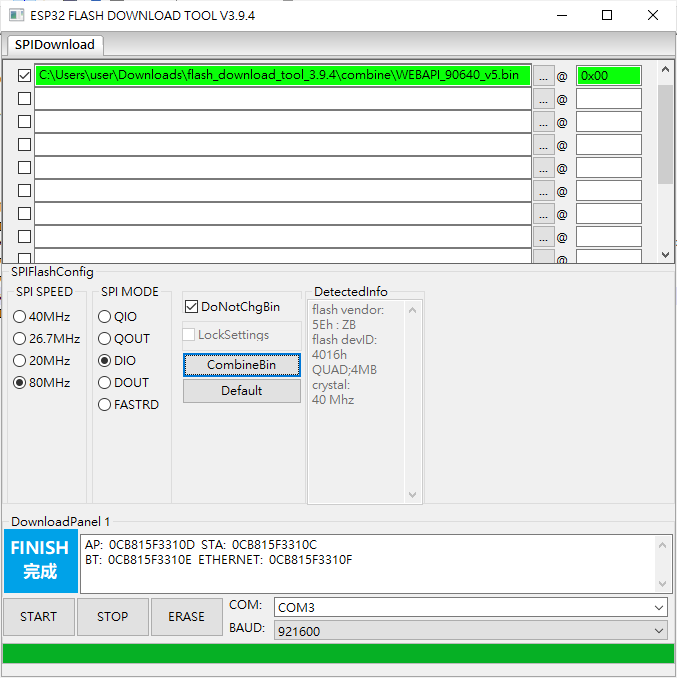 ESP32 FLASH DOWNLOAD TOOL V3.9.4
SPIDownload
C:\Users\user\Downloads\flash_download_tool_3.9.4\combine\WEBAPI_90640_v5.bin ... @ 0x00
... @
... @
... @
... @
... @
... @
... @
... @
SPIFlashConfig
SPI SPEED
40MHz
26.7MHz
20MHz
80MHz
SPI MODE
QIO
QOUT
DIO
DOUT
FASTRD
DoNotChgBin
LockSettings
CombineBin
Default
DetectedInfo
flash vendor:
5Eh : ZB
flash devID:
4016h
QUAD;4MB
crystal:
40 Mhz
DownloadPanel 1
FINISH
完成
AP: 0CB815F3310D STA: 0CB815F3310C
BT: 0CB815F3310E ETHERNET: 0CB815F3310F
START
STOP
ERASE
COM: COM3
BAUD: 921600